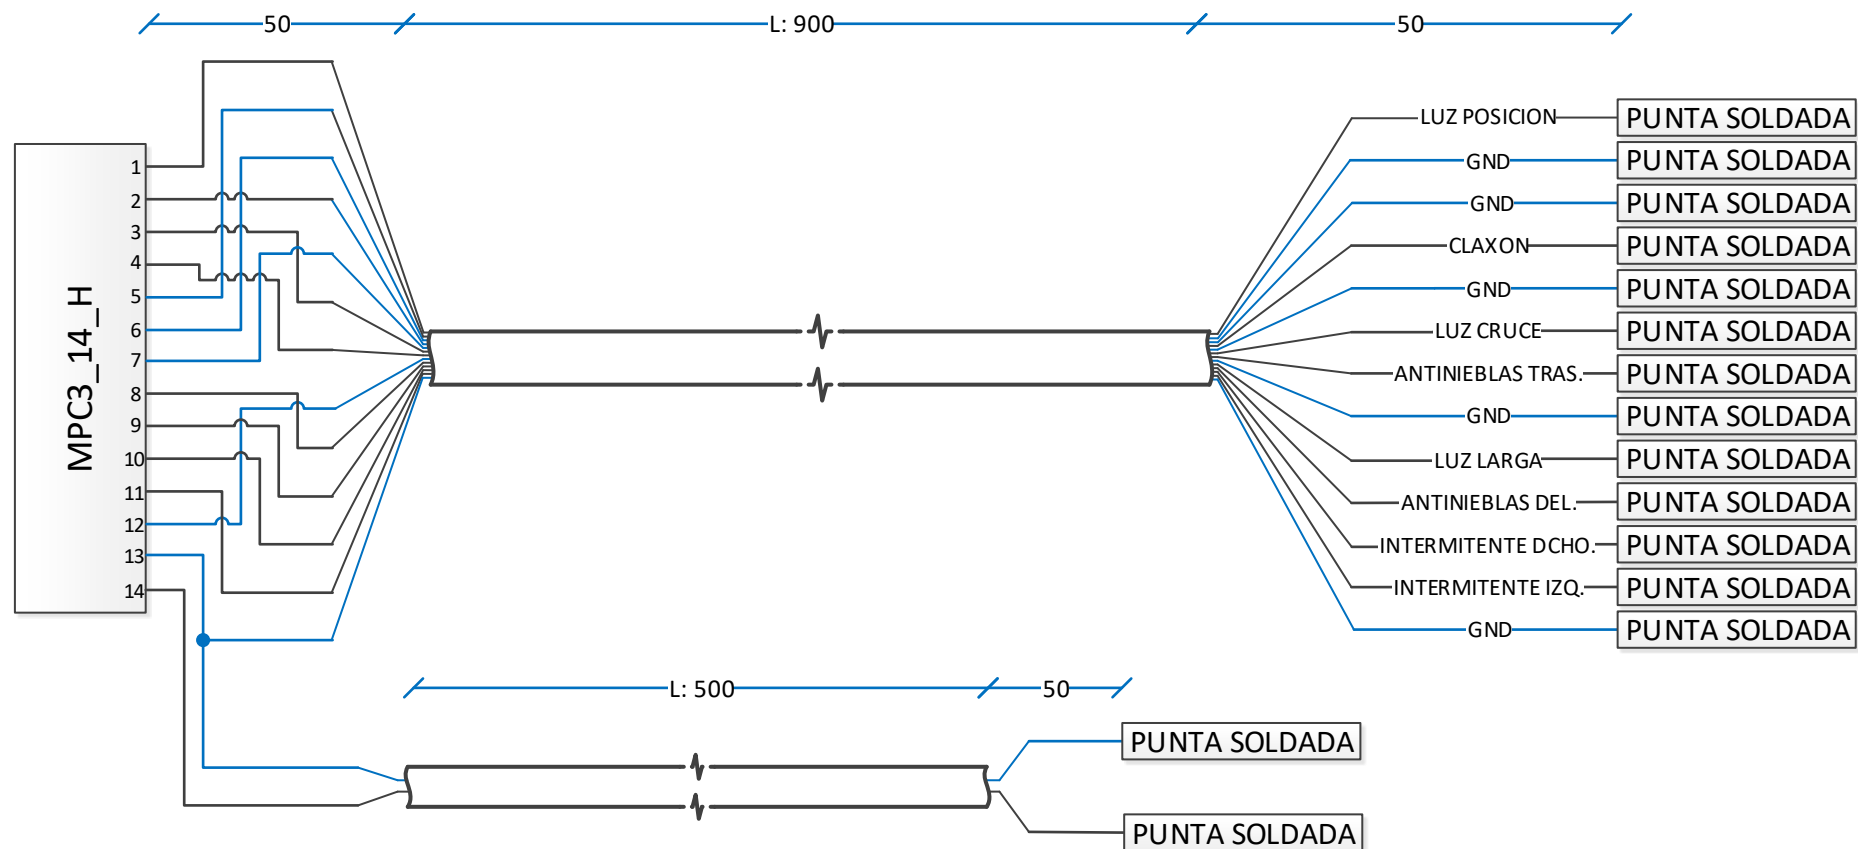 50
L: 900
50
MPC3_14_H
1
2
3
4
5
6
7
8
9
10
11
12
13
14
LUZ POSICION PUNTA SOLDADA
GND PUNTA SOLDADA
GND PUNTA SOLDADA
CLAXON PUNTA SOLDADA
GND PUNTA SOLDADA
LUZ CRUCE PUNTA SOLDADA
ANTINIEBLAS TRAS. PUNTA SOLDADA
GND PUNTA SOLDADA
LUZ LARGA PUNTA SOLDADA
ANTINIEBLAS DEL. PUNTA SOLDADA
INTERMITENTE DCHO. PUNTA SOLDADA
INTERMITENTE IZQ. PUNTA SOLDADA
GND PUNTA SOLDADA
L: 500
50
PUNTA SOLDADA
PUNTA SOLDADA